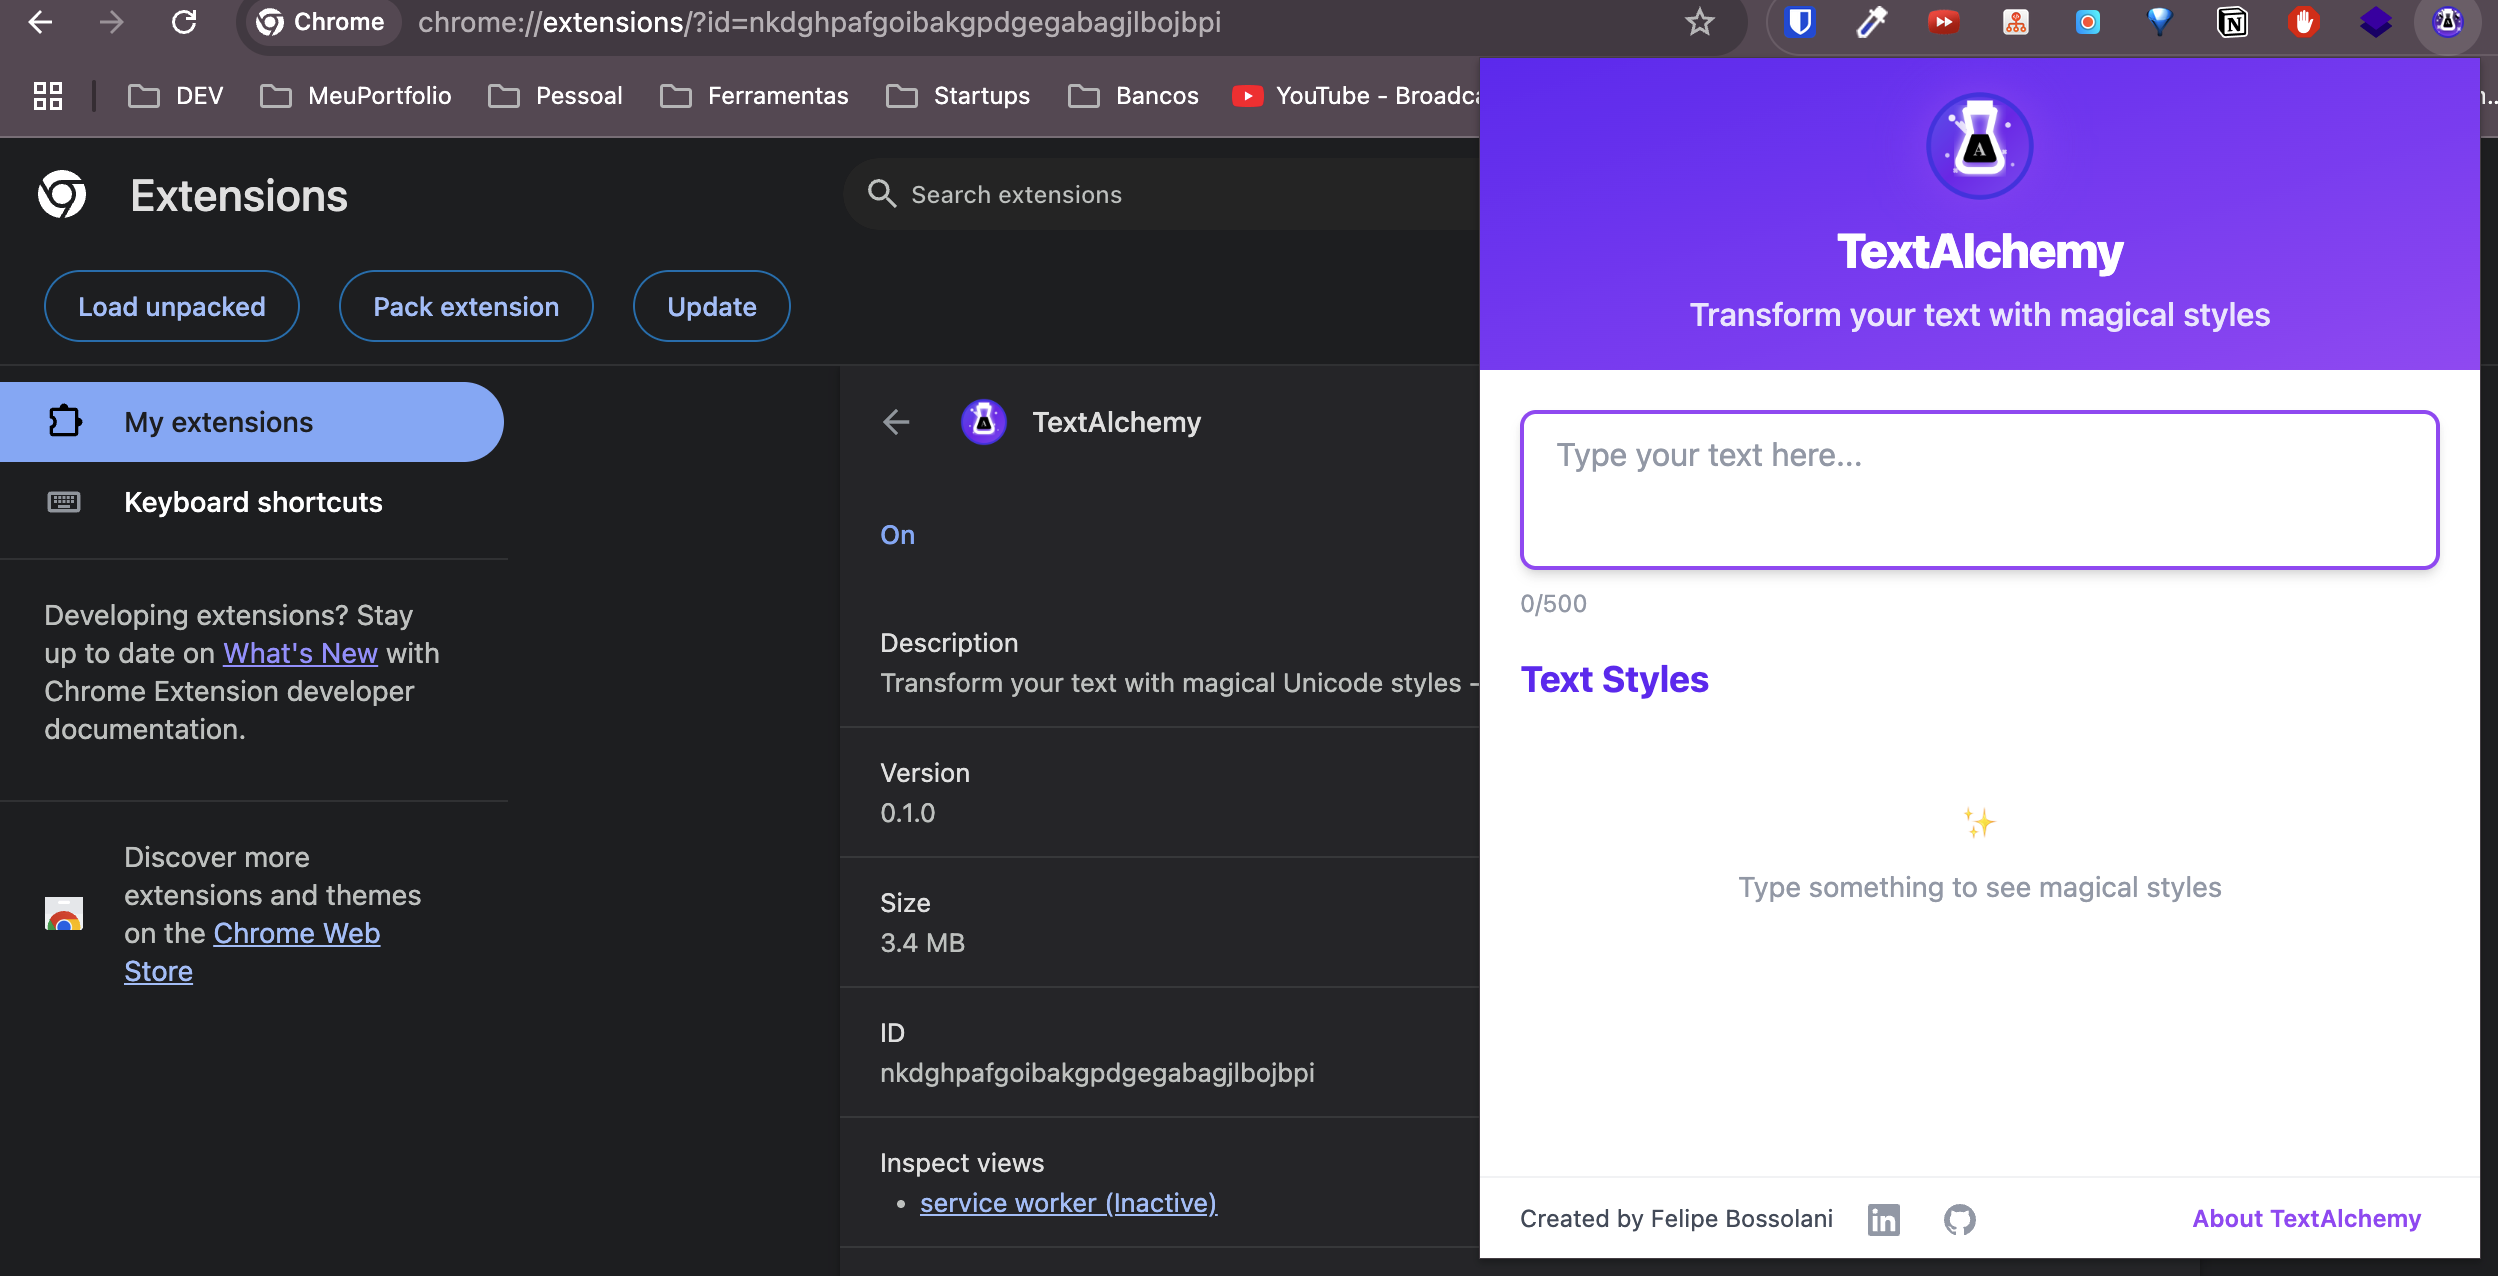 Chrome
chrome://extensions/?id=nkdghpafgoibakgpdgegabagjlbojbpi
DEV
MeuPortfolio
Pessoal
Ferramentas
Startups
Bancos
YouTube - Broadca
Extensions
Search extensions
Load unpacked
Pack extension
Update
My extensions
Keyboard shortcuts
Developing extensions? Stay
up to date on What's New with
Chrome Extension developer
documentation.
Discover more
extensions and themes
on the Chrome Web
Store
TextAlchemy
On
Description
Transform your text with magical Unicode styles -
Version
0.1.0
Size
3.4 MB
ID
nkdghpafgoibakgpdgegabagjlbojbpi
Inspect views
• service worker (Inactive)
A
TextAlchemy
Transform your text with magical styles
Type your text here...
0/500
Text Styles
Type something to see magical styles
Created by Felipe Bossolani
in
About TextAlchemy